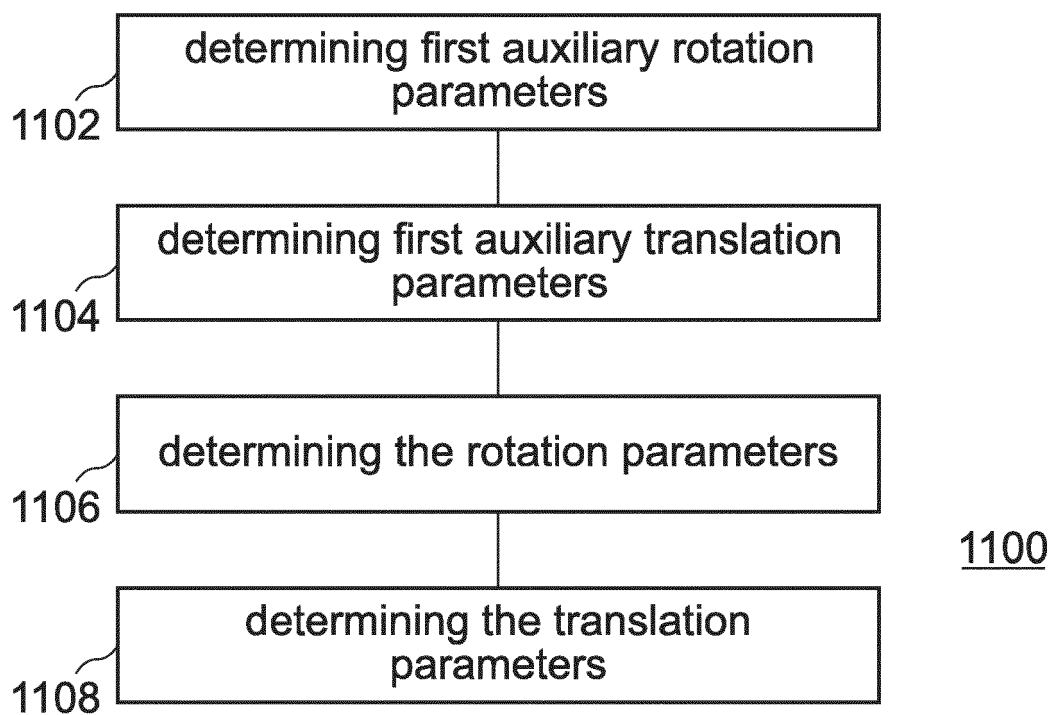 determining first auxiliary rotation
parameters
1102
determining first auxiliary translation
parameters
1104
determining the rotation parameters
1106
1100
determining the translation
parameters
1108